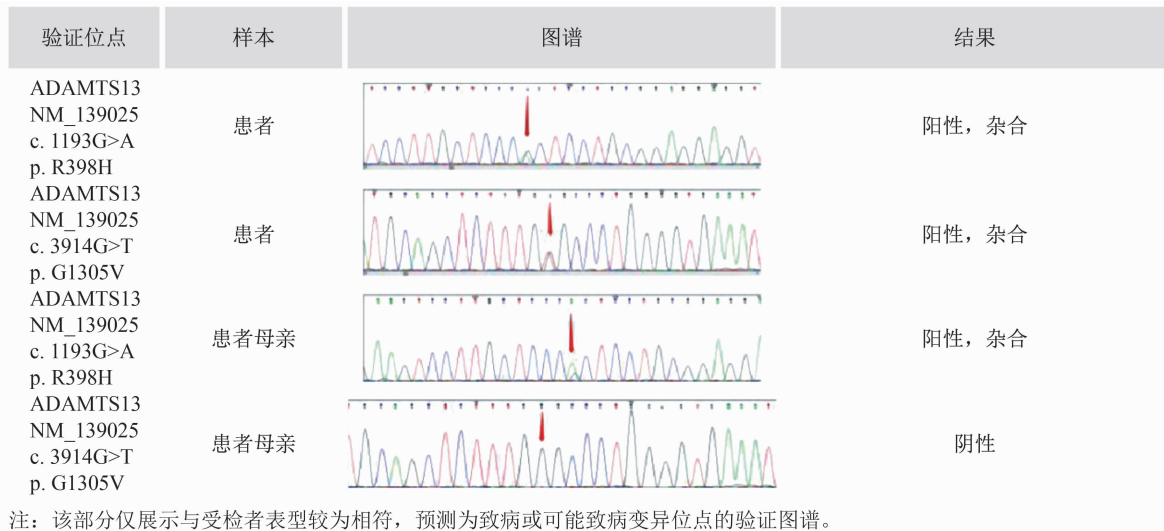 验证位点 样本 图谱 结果
ADAMTS13
NM_139025
c. 1193G>A
p. R398H
患者
阳性，杂合
ADAMTS13
NM_139025
c. 3914G>T
p. G1305V
患者
阳性，杂合
ADAMTS13
NM_139025
c. 1193G>A
p. R398H
患者母亲
阳性，杂合
ADAMTS13
NM_139025
c. 3914G>T
p. G1305V
患者母亲
阴性
注：该部分仅展示与受检者表型较为相符，预测为致病或可能致病变异位点的验证图谱。